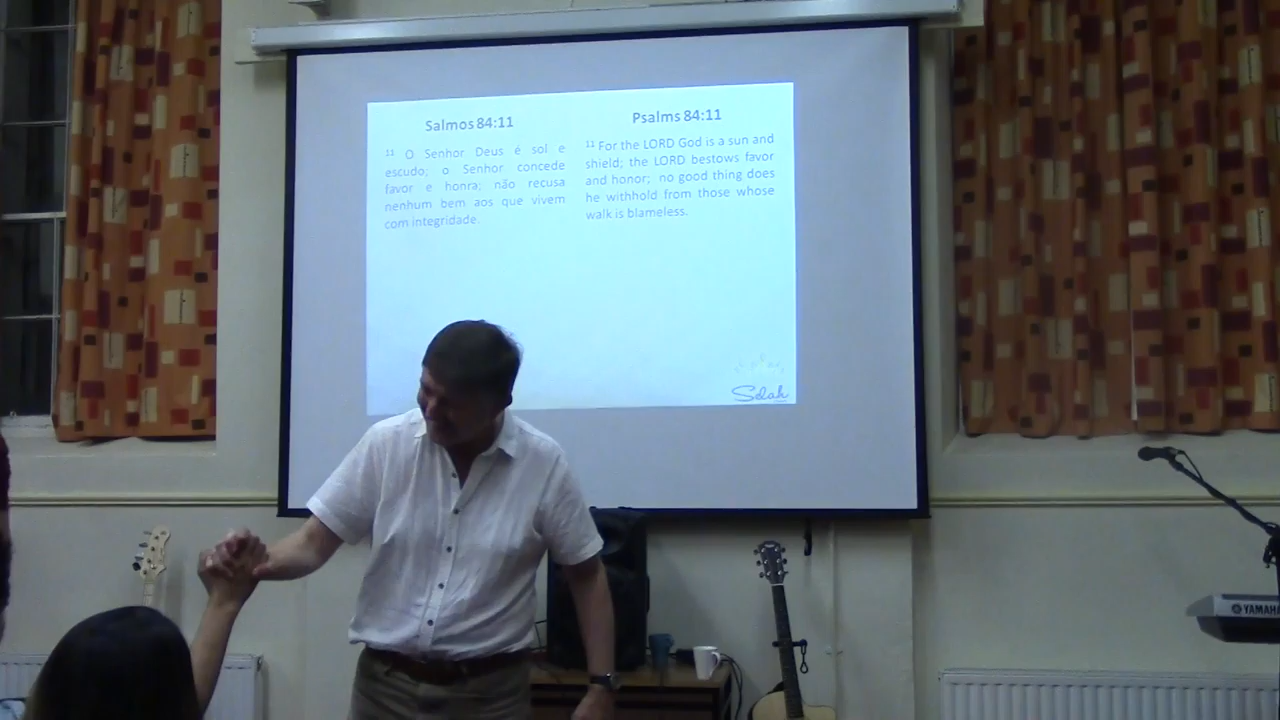 Salmos 84:11
11 O Senhor Deus é sol e
escudo; o Senhor concede
favor e honra; não recusa
nenhum bem aos que vivem
com integridade.
Psalms 84:11
11 For the LORD God is a sun and
shield; the LORD bestows favor
and honor; no good thing does
he withhold from those whose
walk is blameless.
Selah
YAMAHA